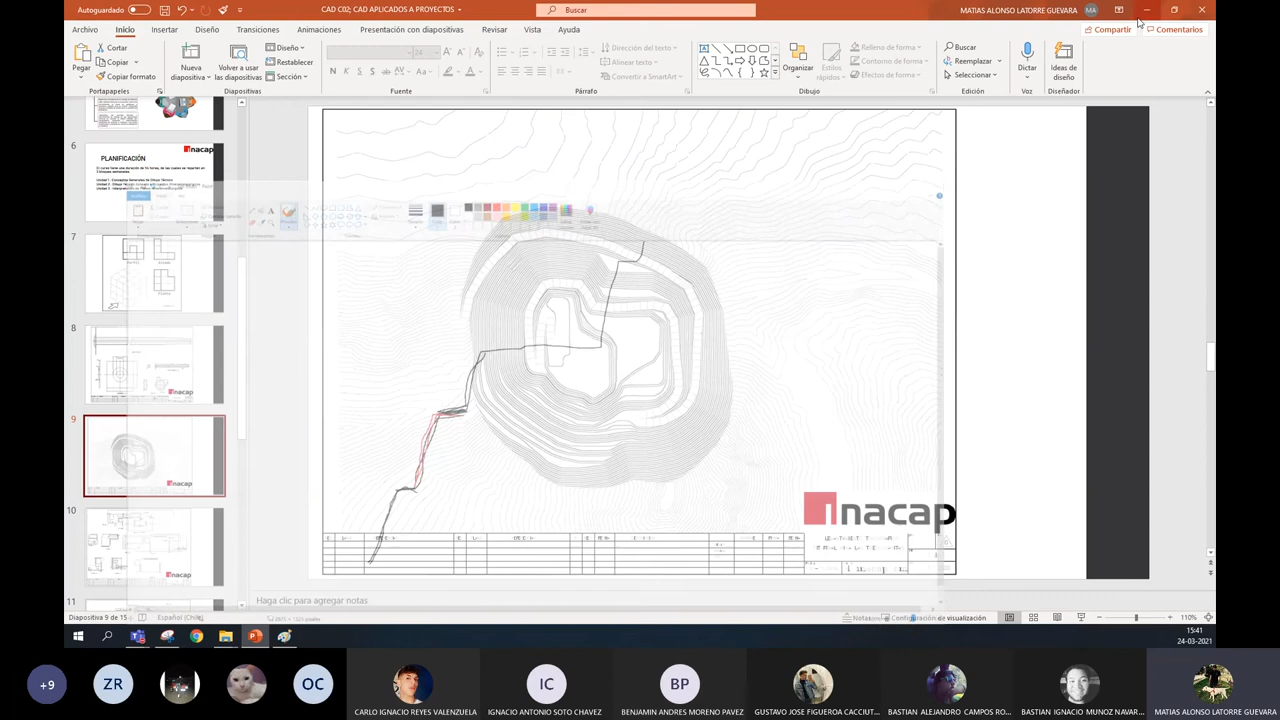 Autoguardado
CAD C02; CAD APLICADOS A PROYECTOS
Buscar
MATIAS ALONSO LATORRE GUEVARA
MA
Archivo
Inicio
Insertar
Diseño
Transiciones
Animaciones
Presentación con diapositivas
Revisar
Vista
Ayuda
Compartir
Comentarios
Pegar
Cortar
Copiar
Copiar formato
Portapapeles
Nueva diapositiva
Volver a usar las diapositivas
Diseño
Restablecer
Sección
Diapositivas
Fuente
Dirección del texto
Alinear texto
Convertir a SmartArt
Párrafo
Organizar
Estilos rápidos
Relleno de forma
Contorno de forma
Efectos de forma
Dibujo
Buscar
Reemplazar
Seleccionar
Edición
Dictar
Voz
Ideas de diseño
Diseñador
6
nacap
PLANIFICACIÓN
7
8
nacap
9
nacap
10
nacap
11
nacap
Haga clic para agregar notas
Diapositiva 9 de 15
Español (Chile)
Notas
Configuración de visualización
110%
15:41
24-03-2021
+9
ZR
OC
CARLO IGNACIO REYES VALENZUELA
IC
IGNACIO ANTONIO SOTO CHAVEZ
BP
BENJAMIN ANDRES MORENO PAVEZ
GUSTAVO JOSE FIGUEROA CACCIUT...
BASTIAN ALEJANDRO CAMPOS RO...
BASTIAN IGNACIO MUNOZ NAVAR...
MATIAS ALONSO LATORRE GUEVARA